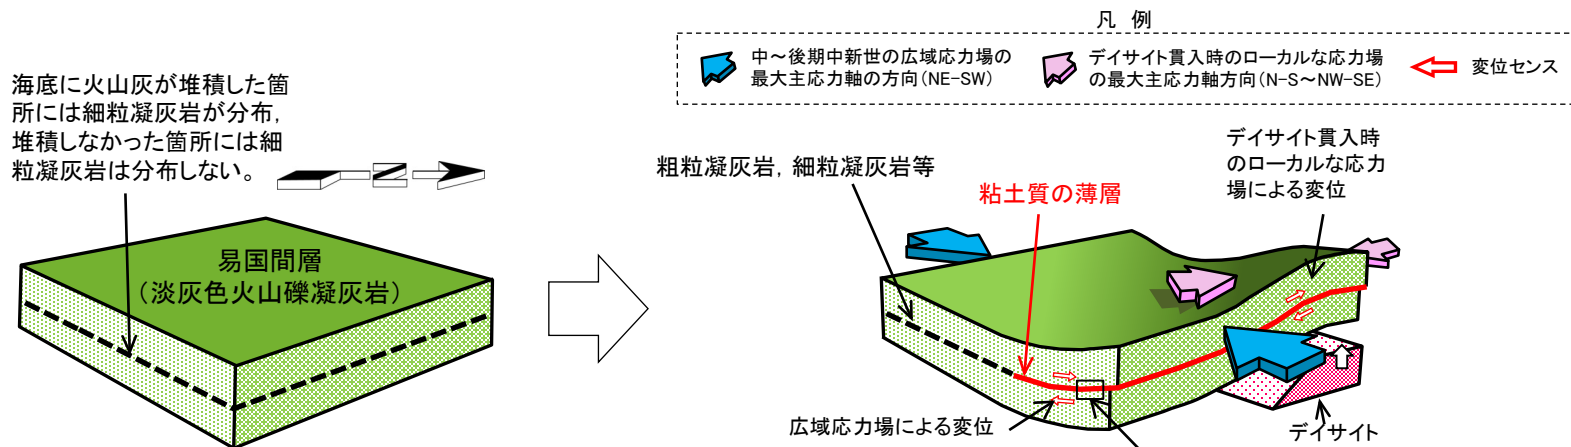 凡 例
中～後期中新世の広域応力場の
最大主応力軸の方向(NE-SW)
デイサイト貫入時のローカルな応力場
の最大主応力軸方向(N-S～NW-SE)
変位センス
海底に火山灰が堆積した箇
所には細粒凝灰岩が分布,
堆積しなかった箇所には細
粒凝灰岩は分布しない。
N
易国間層
(淡灰色火山礫凝灰岩)
粗粒凝灰岩, 細粒凝灰岩等
粘土質の薄層
デイサイト貫入時
のローカルな応力
場による変位
広域応力場による変位
デイサイト